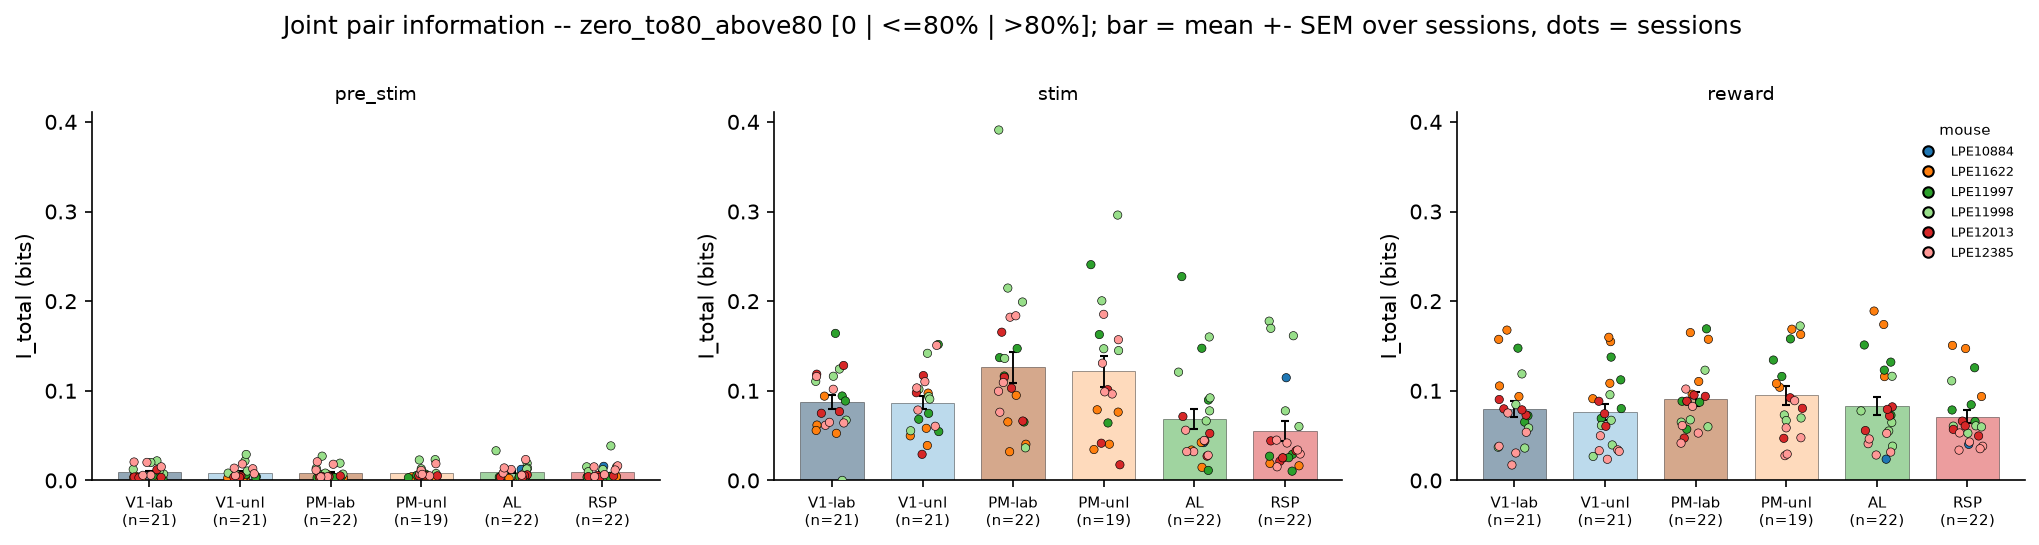 Joint pair information -- zero_to80_above80 [0 | <=80% | >80%]; bar = mean +- SEM over sessions, dots = sessions
pre_stim
I_total (bits)
0.4
0.3
0.2
0.1
0.0
V1-lab V1-unl PM-lab PM-unl AL RSP
(n=21) (n=21) (n=22) (n=19) (n=22) (n=22)
stim
I_total (bits)
0.4
0.3
0.2
0.1
0.0
V1-lab V1-unl PM-lab PM-unl AL RSP
(n=21) (n=21) (n=22) (n=19) (n=22) (n=22)
reward
I_total (bits)
0.4
0.3
0.2
0.1
0.0
V1-lab V1-unl PM-lab PM-unl AL RSP
(n=21) (n=21) (n=22) (n=19) (n=22) (n=22)
mouse
LPE10884
LPE11622
LPE11997
LPE11998
LPE12013
LPE12385